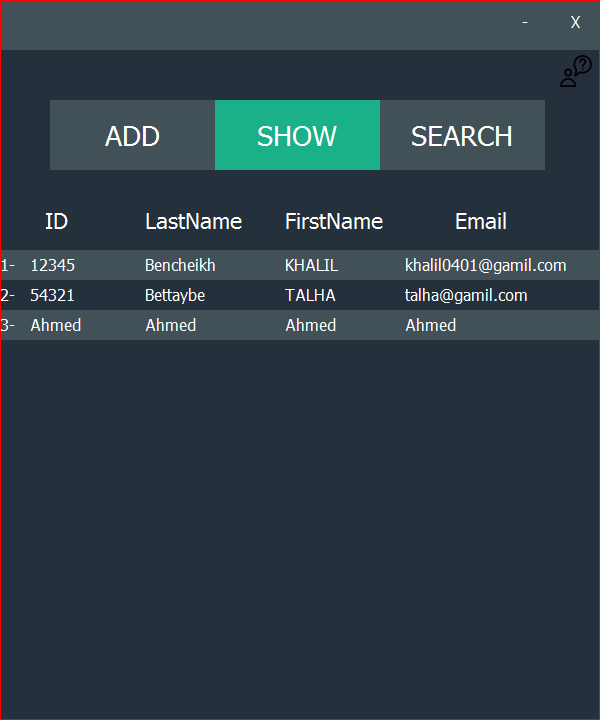 - X
?
ADD SHOW SEARCH
ID LastName FirstName Email
1- 12345 Bencheikh KHALIL khalil0401@gamil.com
2- 54321 Bettaybe TALHA talha@gamil.com
3- Ahmed Ahmed Ahmed Ahmed